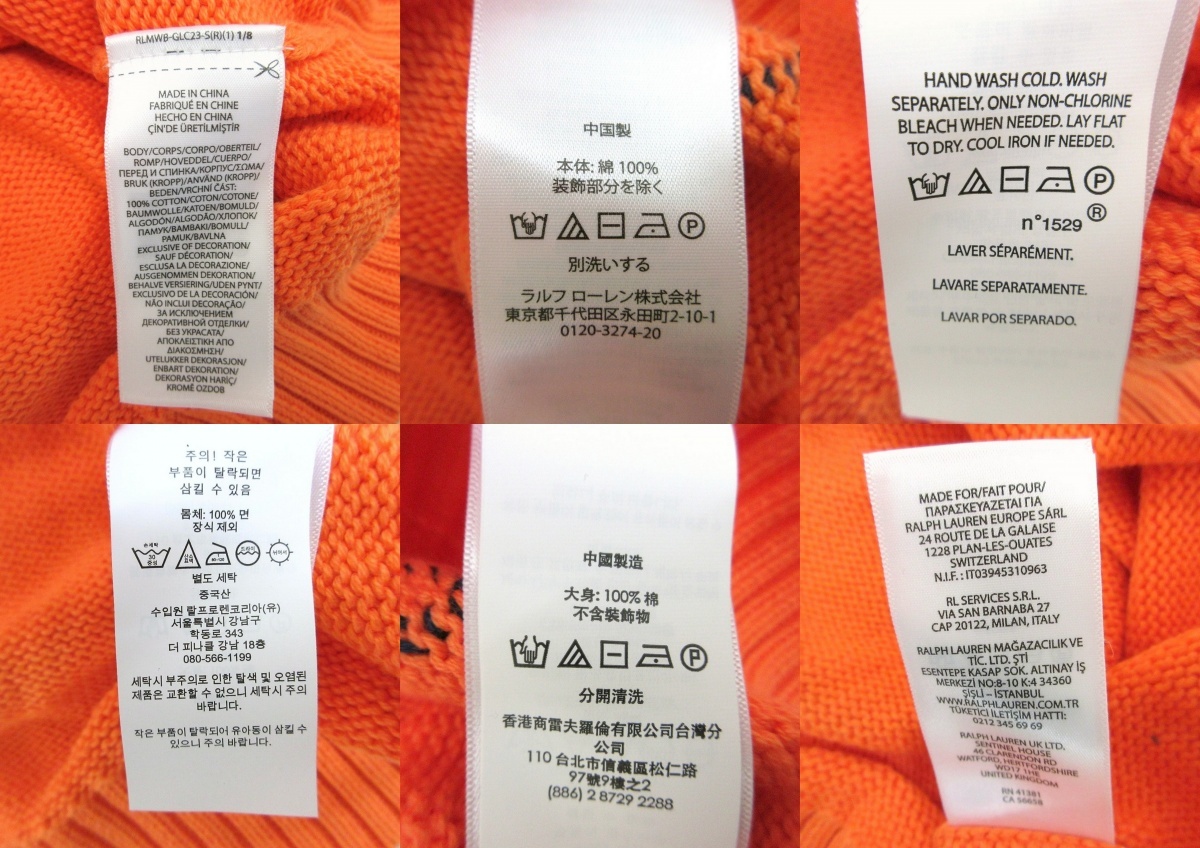 RLMWB-GLC23-S(R)(1) 1/8
MADE IN CHINA
FABRIQUÉ EN CHINE
HECHO EN CHINA
ÇİN'DE ÜRETİLMİŞTİR
BODY/CORPS/CORPO/OBERTEIL/
ROMP/HOVEDDEL/CUERPO/
ПЕРЕД И СПИНКА/КОРПУС/ΣΩΜΑ/
BRUK (KROPP)/ANVÄND (KROPP)/
BEDEN/VRCHNÍ ČÁST:
100% COTTON/COTON/COTONE/
BAUMWOLLE/KATOEN/BOMULD/
ALGODÓN/ALGODÃO/ХЛОПОК/
ПАМУК/ΒΑΜΒΑΚΙ/BOMULL/
PAMUK/BAVLNA
EXCLUSIVE OF DECORATION/
SAUF DÉCORATION/
ESCLUSA LA DECORAZIONE/
AUSGENOMMEN DEKORATION/
BEHALVE VERSIERING/UDEN PYNT/
EXCLUSIVO DE LA DECORACIÓN/
NÃO INCLUI DECORAÇÃO/
ЗА ИСКЛЮЧЕНИЕМ
ДЕКОРАТИВНОЙ ОТДЕЛКИ/
БЕЗ УКРАСАТА/
ΑΠΟΚΛΕΙΣΤΙΚΗ ΑΠΟ
ΔΙΑΚΟΣΜΗΣΗ/
UTELUKKER DEKORASJON/
ENBART DEKORATION/
DEKORASYON HARİÇ/
KROMĚ OZDOB
中国製
本体: 綿 100%
装飾部分を除く
P
別洗いする
ラルフ ローレン株式会社
東京都千代田区永田町2-10-1
0120-3274-20
HAND WASH COLD. WASH
SEPARATELY. ONLY NON-CHLORINE
BLEACH WHEN NEEDED. LAY FLAT
TO DRY. COOL IRON IF NEEDED.
P
n°1529 ®
LAVER SÉPARÉMENT.
LAVARE SEPARATAMENTE.
LAVAR POR SEPARADO.
주의! 작은
부품이 탈락되면
삼킬 수 있음
몸체: 100% 면
장식 제외
손세탁 30 중성
별도 세탁
중국산
수입원 랄프로렌코리아(유)
서울특별시 강남구
학동로 343
더 피나클 강남 18층
080-566-1199
세탁시 부주의로 인한 탈색 및 오염된
제품은 교환할 수 없으니 세탁시 주의
바랍니다.
작은 부품이 탈락되어 유아동이 삼킬 수
있으니 주의 바랍니다.
中國製造
大身: 100% 棉
不含裝飾物
P
分開清洗
香港商雷夫羅倫有限公司台灣分
公司
110 台北市信義區松仁路
97號9樓之2
(886) 2 8729 2288
MADE FOR/FAIT POUR/
ΠΑΡΑΣΚΕΥΑΖΕΤΑΙ ΓΙΑ
RALPH LAUREN EUROPE SÁRL
24 ROUTE DE LA GALAISE
1228 PLAN-LES-OUATES
SWITZERLAND
N.I.F. : IT03945310963
RL SERVICES S.R.L.
VIA SAN BARNABA 27
CAP 20122, MILAN, ITALY
RALPH LAUREN MAĞAZACILIK VE
TİC. LTD. ŞTİ
ESENTEPE KASAP SOK. ALTINAY İŞ
MERKEZİ NO:8-10 K:4 34360
ŞİŞLİ – İSTANBUL
WWW.RALPHLAUREN.COM.TR
TÜKETİCİ İLETİŞİM HATTI:
0212 345 69 69
RALPH LAUREN UK LTD.
SENTINEL HOUSE
46 CLARENDON RD
WATFORD, HERTFORDSHIRE
WD17 1HE
UNITED KINGDOM
RN 41381
CA 56658